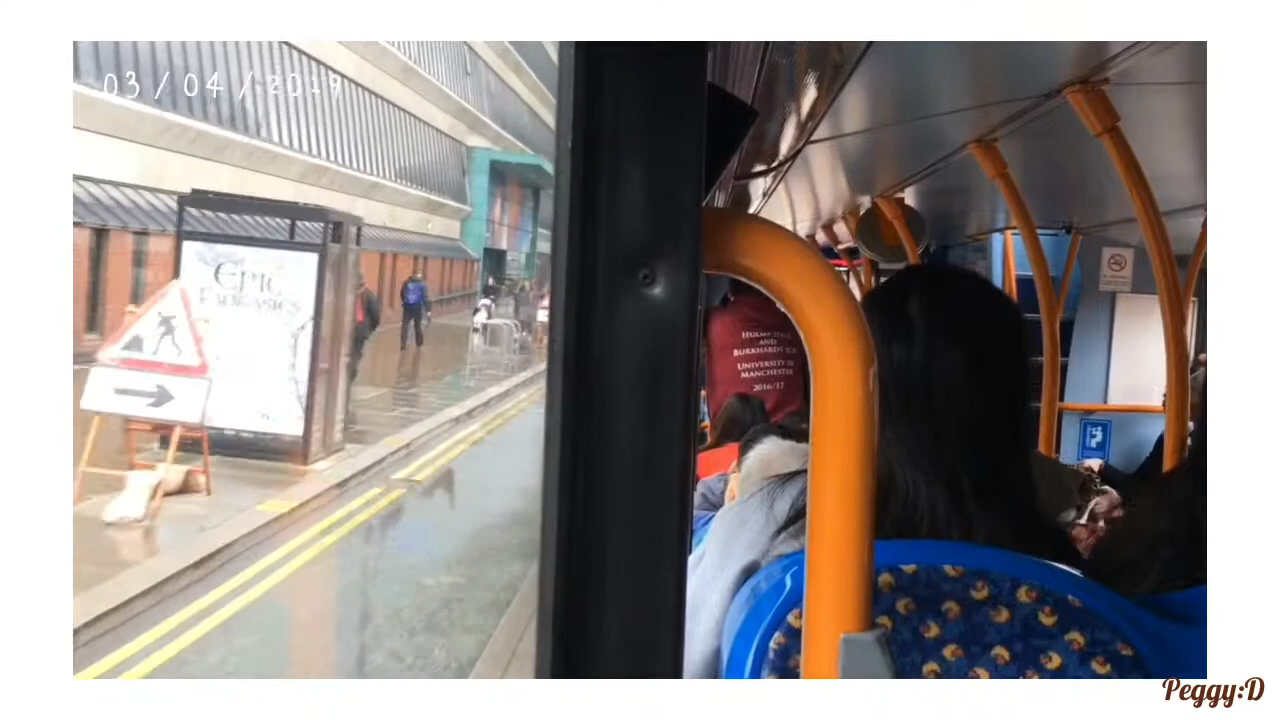 03/04/2019
EPIC
HULME HALL
AND
BURKHARDT
UNIVERSITY OF
MANCHESTER
2016/17
Peggy:D